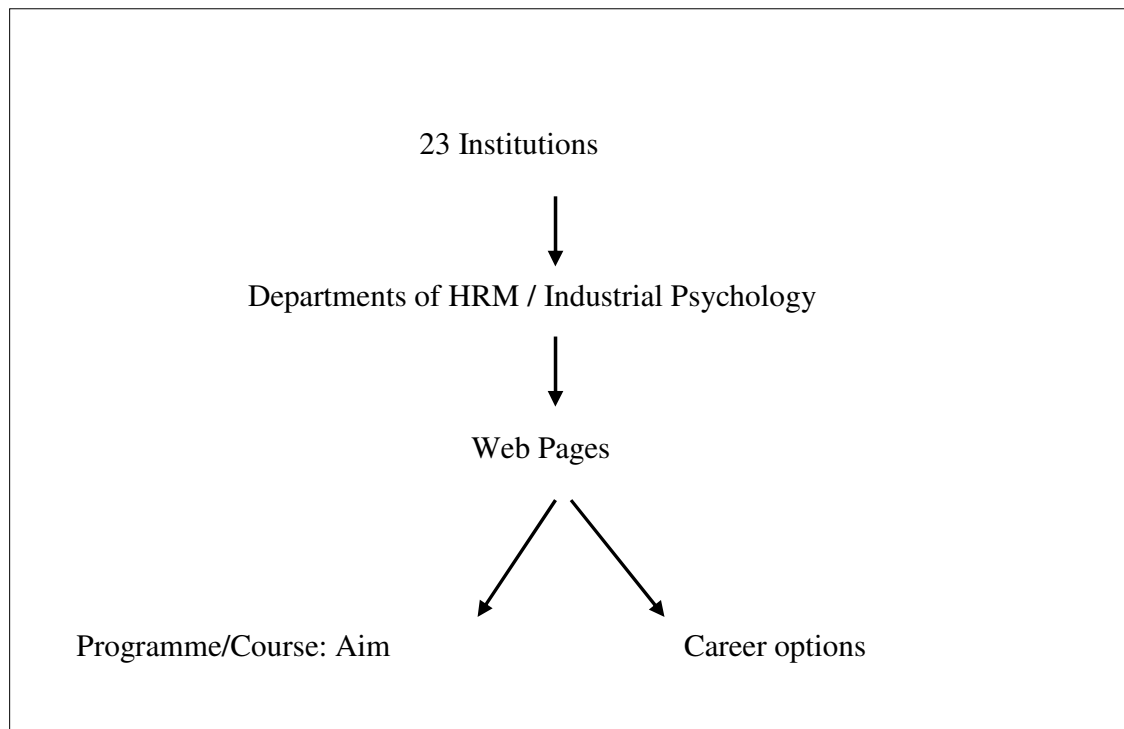 23 Institutions
Departments of HRM / Industrial Psychology
Web Pages
Programme/Course: Aim
Career options